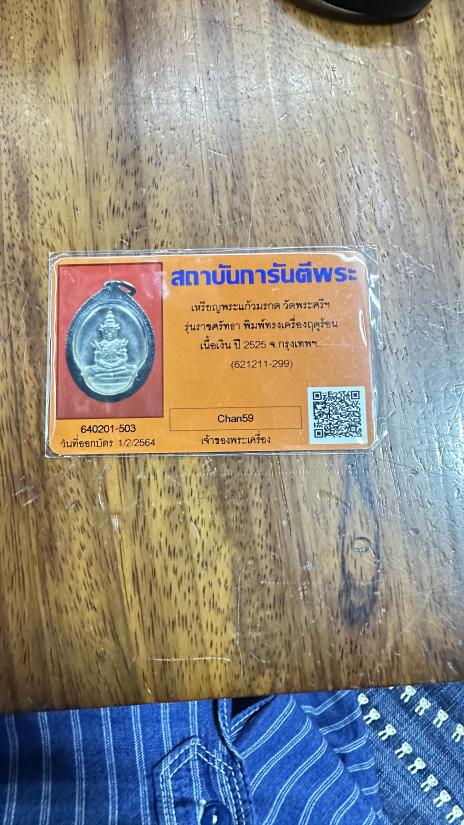 สถาบันการันตีพระ
เหรียญพระแก้วมรกต วัดพระศรีฯ
รุ่นราชศรัทธา พิมพ์ทรงเครื่องฤดูร้อน
เนื้อเงิน ปี 2525 จ.กรุงเทพฯ
(621211-299)
Chan59
เจ้าของพระเครื่อง
640201-503
วันที่ออกบัตร 1/2/2564